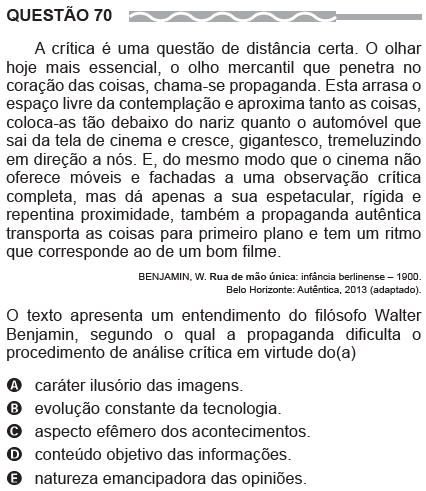 QUESTÃO 70
A crítica é uma questão de distância certa. O olhar
hoje mais essencial, o olho mercantil que penetra no
coração das coisas, chama-se propaganda. Esta arrasa o
espaço livre da contemplação e aproxima tanto as coisas,
coloca-as tão debaixo do nariz quanto o automóvel que
sai da tela de cinema e cresce, gigantesco, tremeluzindo
em direção a nós. E, do mesmo modo que o cinema não
oferece móveis e fachadas a uma observação crítica
completa, mas dá apenas a sua espetacular, rígida e
repentina proximidade, também a propaganda autêntica
transporta as coisas para primeiro plano e tem um ritmo
que corresponde ao de um bom filme.
BENJAMIN, W. Rua de mão única: infância berlinense – 1900.
Belo Horizonte: Autêntica, 2013 (adaptado).
O texto apresenta um entendimento do filósofo Walter
Benjamin, segundo o qual a propaganda dificulta o
procedimento de análise crítica em virtude do(a)
A caráter ilusório das imagens.
B evolução constante da tecnologia.
C aspecto efêmero dos acontecimentos.
D conteúdo objetivo das informações.
E natureza emancipadora das opiniões.